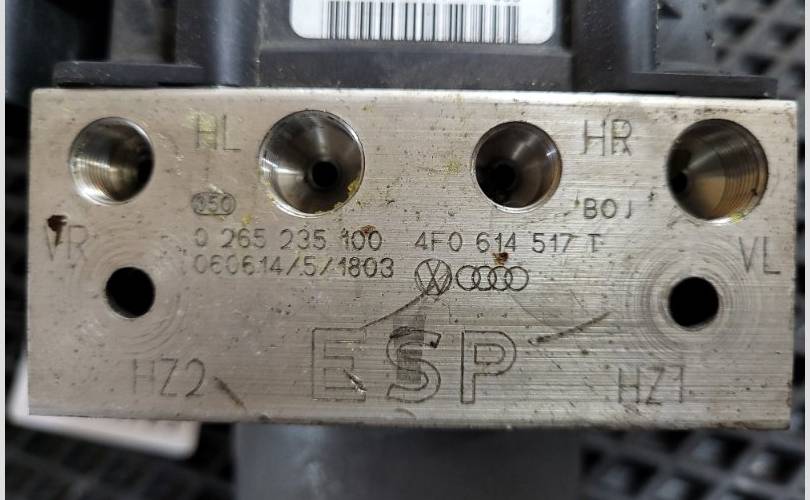 HL HR
350 BOJ
VR 0 265 235 100 4F0 614 517 T VL
060614/5/1803
ESP
HZ2 HZ1